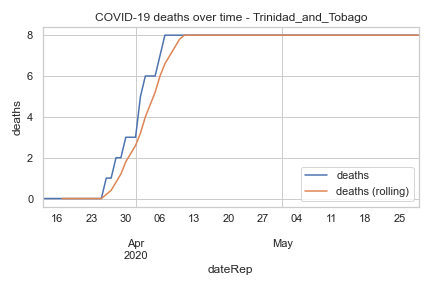 COVID-19 deaths over time - Trinidad_and_Tobago
8
6
4
2
0
deaths
deaths
deaths (rolling)
16 23 30 06 13 20 27 04 11 18 25
Apr May
2020
dateRep